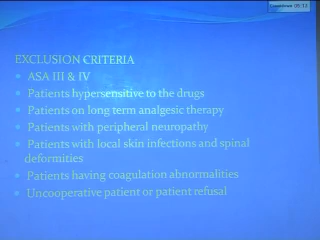 EXCLUSION CRITERIA
ASA III & IV
Patients hypersensitive to the drugs
Patients on long term analgesic therapy
Patients with peripheral neuropathy
Patients with local skin infections and spinal
deformities
Patients having coagulation abnormalities
Uncooperative patient or patient refusal